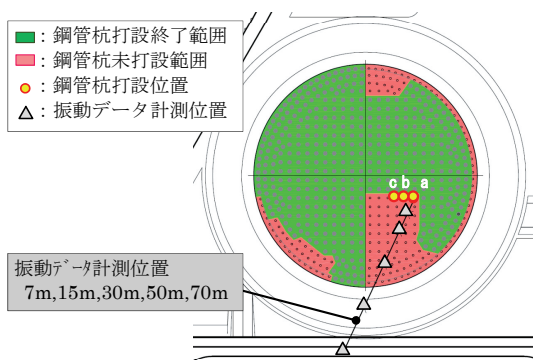 ：鋼管杭打設終了範囲
：鋼管杭未打設範囲
：鋼管杭打設位置
：振動データ計測位置
c b a
振動ﾃﾞｰﾀ計測位置
7m,15m,30m,50m,70m